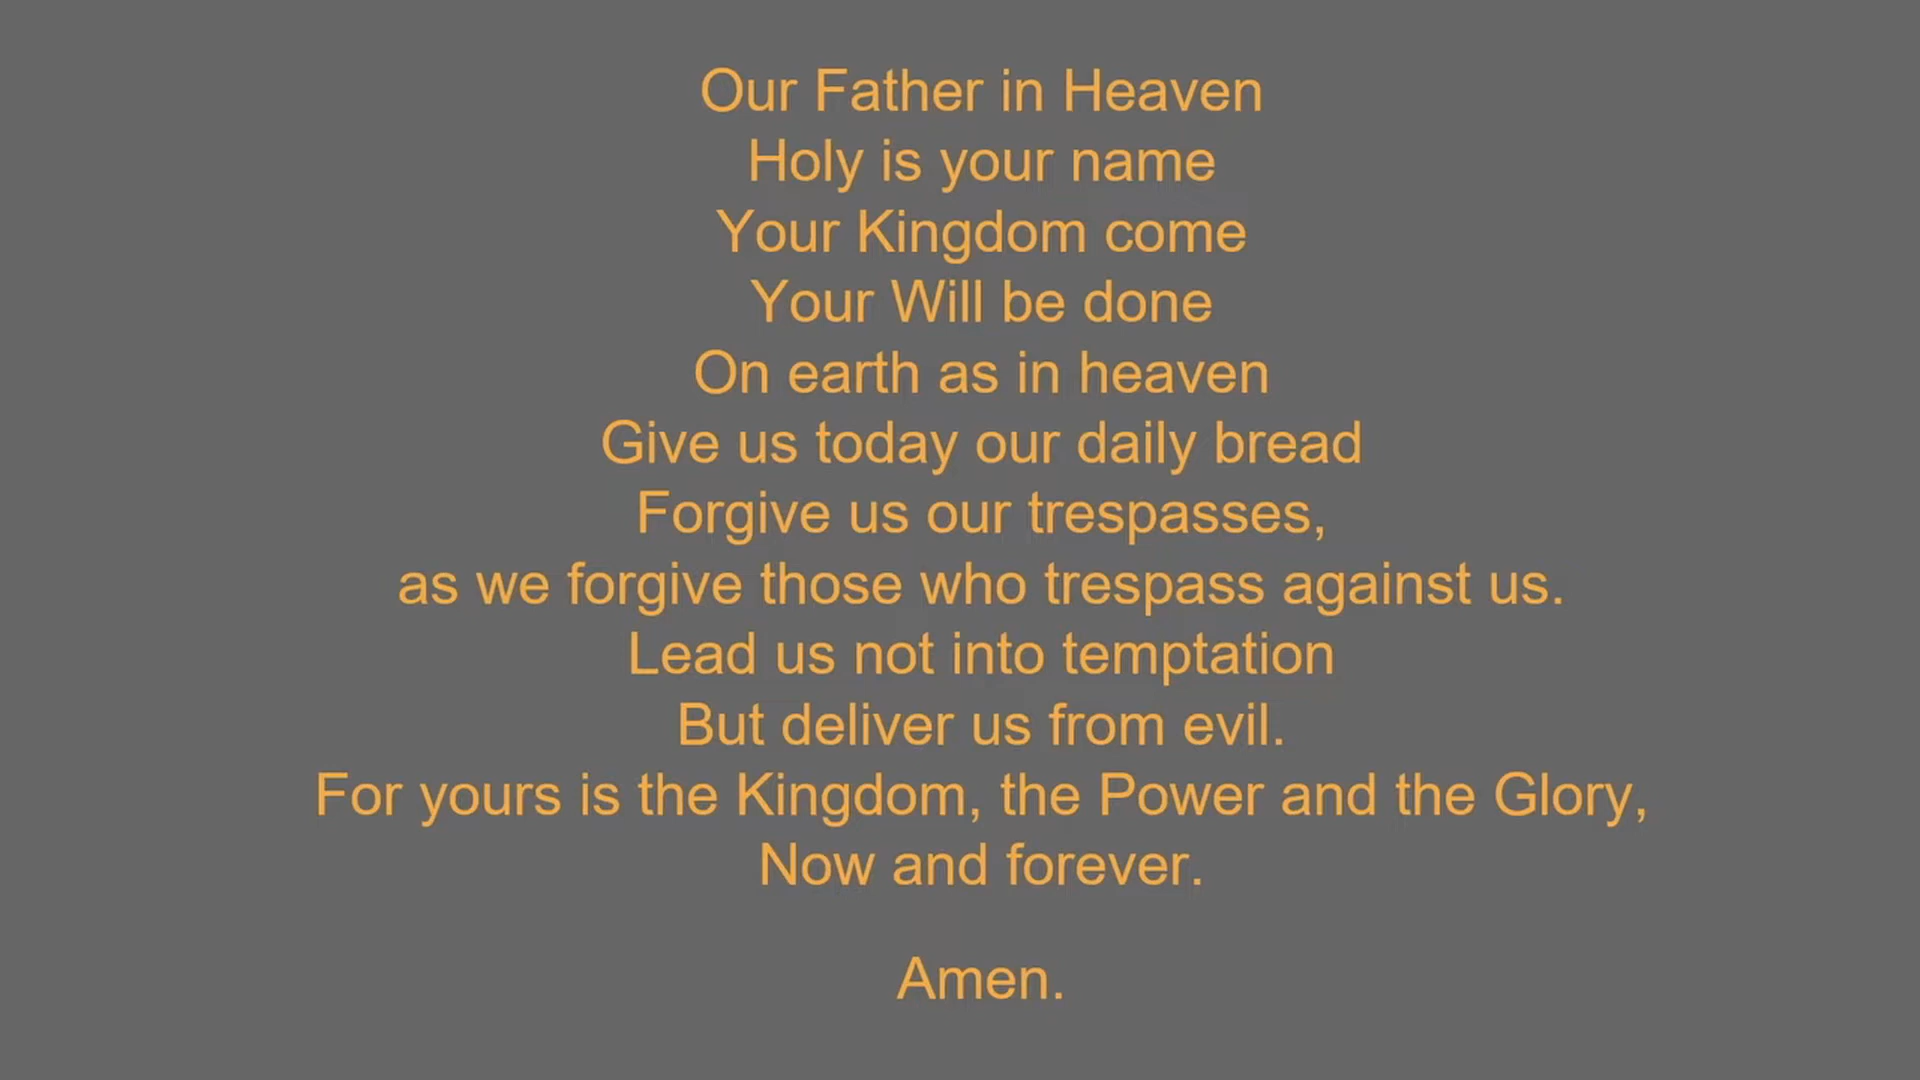 Our Father in Heaven
Holy is your name
Your Kingdom come
Your Will be done
On earth as in heaven
Give us today our daily bread
Forgive us our trespasses,
as we forgive those who trespass against us.
Lead us not into temptation
But deliver us from evil.
For yours is the Kingdom, the Power and the Glory,
Now and forever.
Amen.